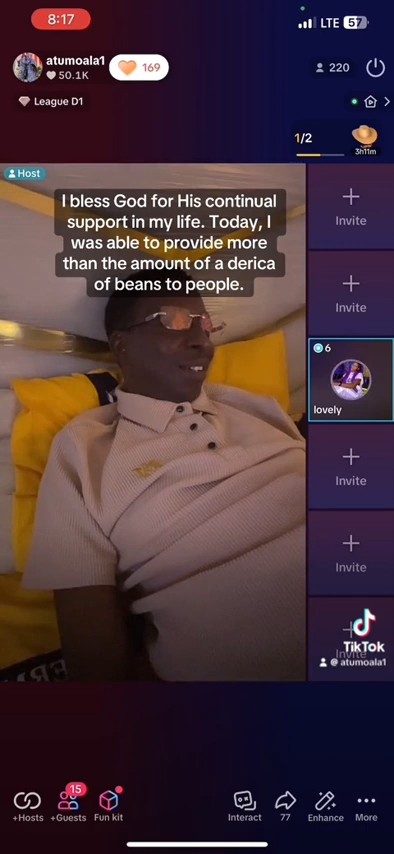 8:17
LTE 57
atumoala1
50.1K
169
220
League D1
1/2
3h11m
Host
I bless God for His continual
support in my life. Today, I
was able to provide more
than the amount of a derica
of beans to people.
Invite
Invite
6
lovely
Invite
Invite
Invite
TikTok
@atumoala1
15
+Hosts
+Guests
Fun kit
Interact
77
Enhance
More